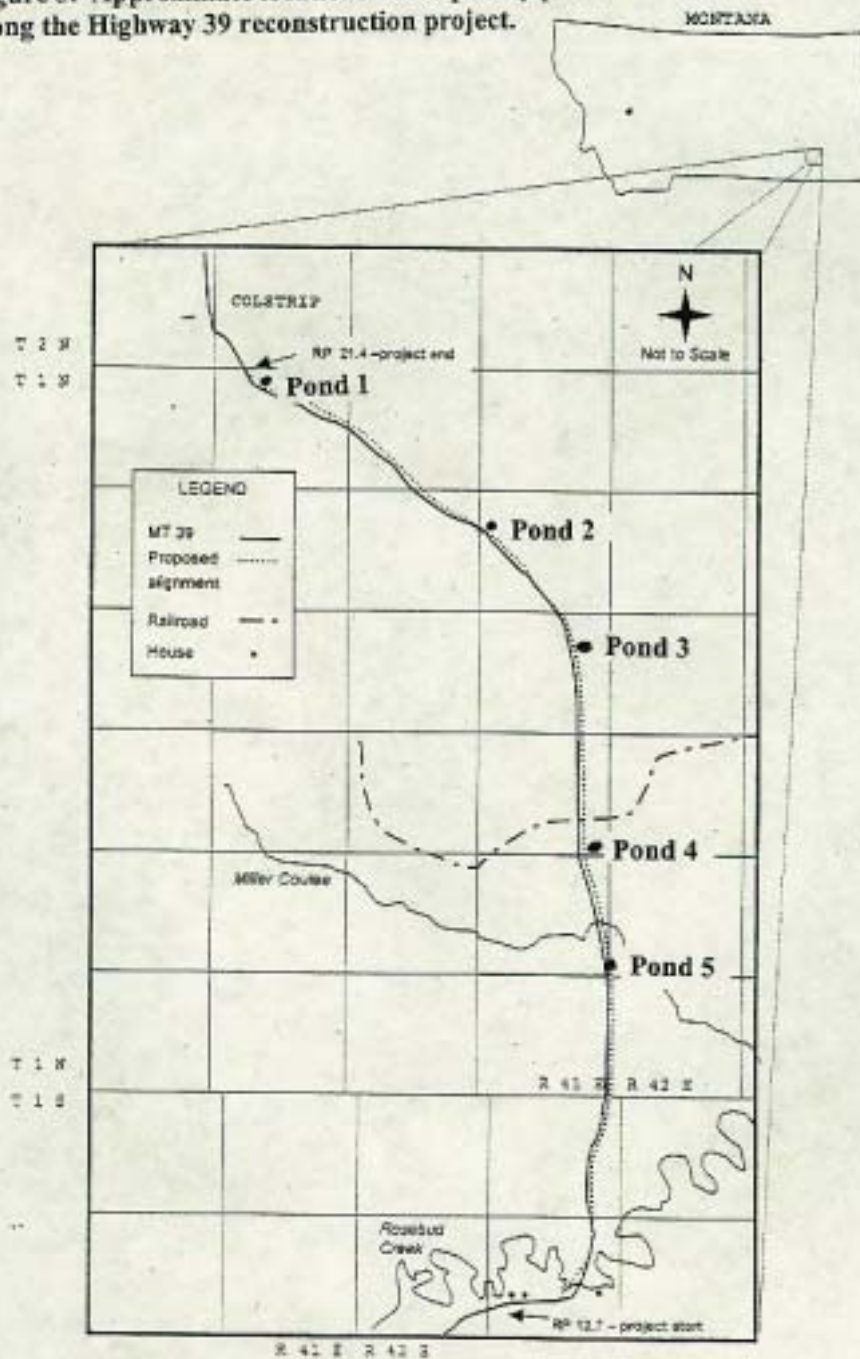 ong the Highway 39 reconstruction project.
MONTANA
N
Not to Scale
COLSTRIP
RP 21.4 – project end
T 2 N
T 1 N
Pond 1
LEGEND
MT 39
Proposed
alignment
Railroad
House
Pond 2
Pond 3
Pond 4
Miller Coulee
Pond 5
T 1 N
T 1 S
R 41 E R 42 E
Rosebud
Creek
RP 12.7 – project start
R 41 E R 42 E